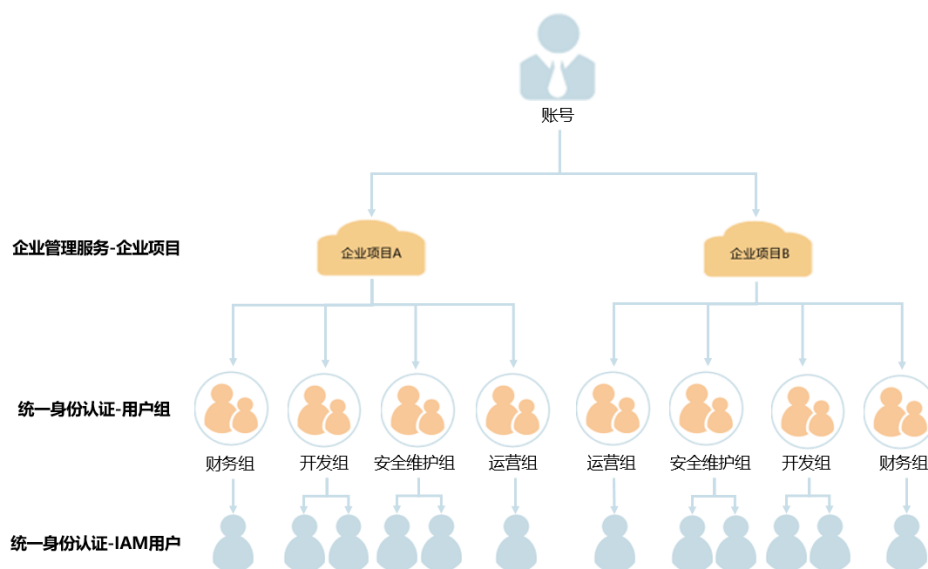 账号
企业管理服务-企业项目
企业项目A
企业项目B
统一身份认证-用户组
财务组
开发组
安全维护组
运营组
运营组
安全维护组
开发组
财务组
统一身份认证-IAM用户